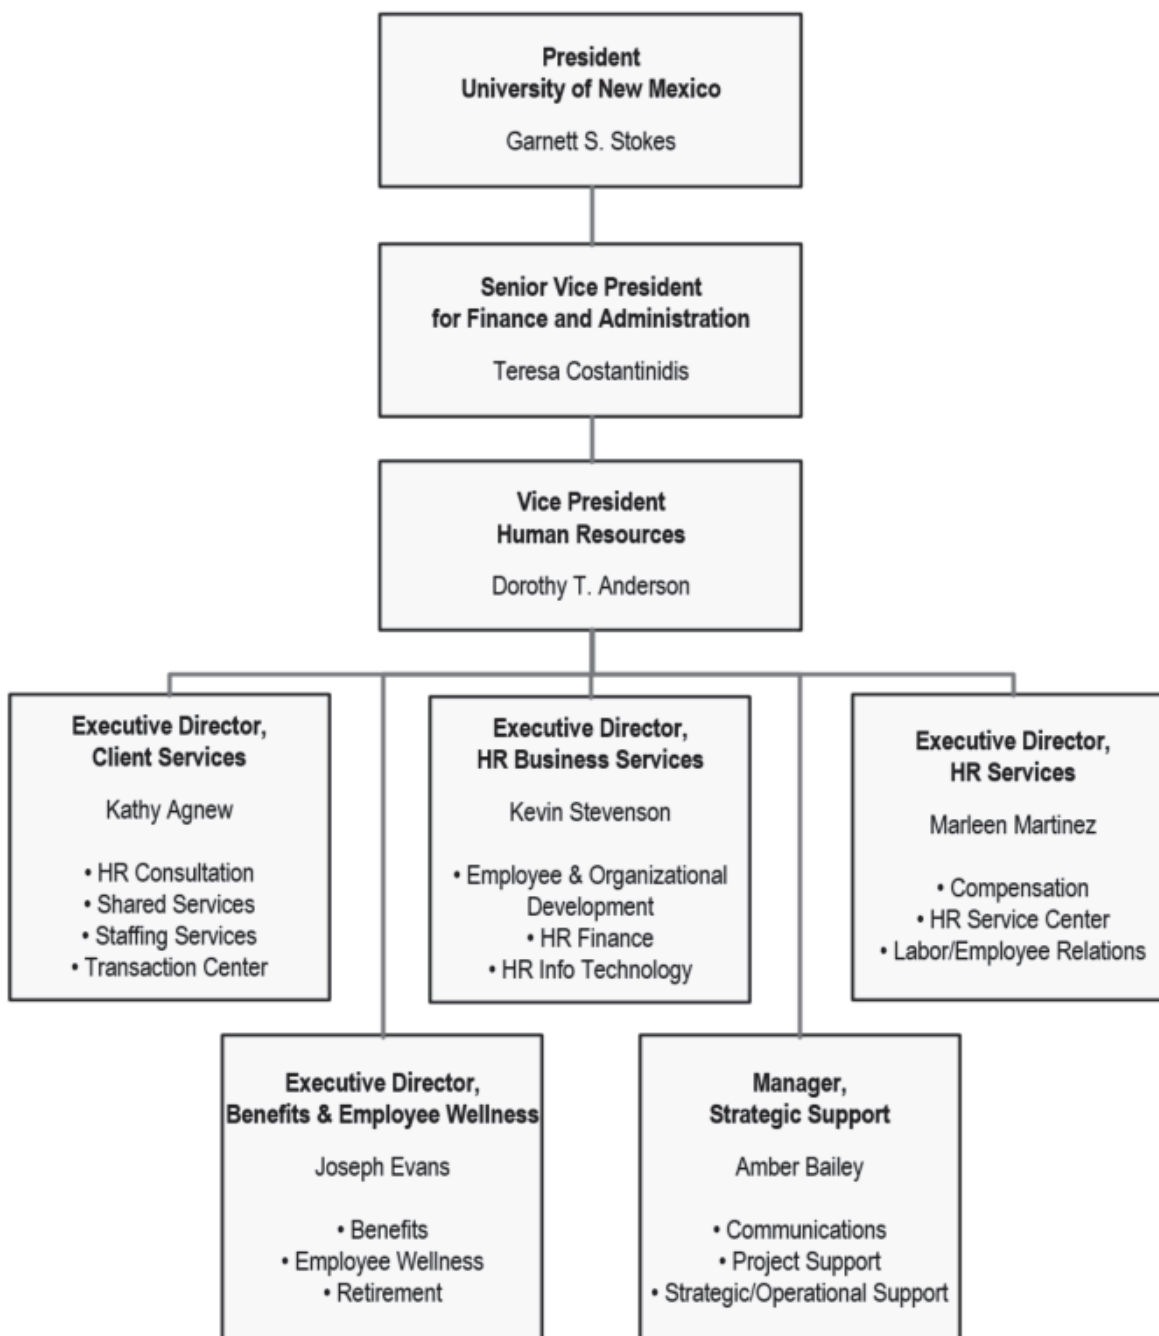 President
University of New Mexico
Garnett S. Stokes
Senior Vice President
for Finance and Administration
Teresa Costantinidis
Vice President
Human Resources
Dorothy T. Anderson
Executive Director,
Client Services
Kathy Agnew
• HR Consultation
• Shared Services
• Staffing Services
• Transaction Center
Executive Director,
HR Business Services
Kevin Stevenson
• Employee & Organizational
Development
• HR Finance
• HR Info Technology
Executive Director,
HR Services
Marleen Martinez
• Compensation
• HR Service Center
• Labor/Employee Relations
Executive Director,
Benefits & Employee Wellness
Joseph Evans
• Benefits
• Employee Wellness
• Retirement
Manager,
Strategic Support
Amber Bailey
• Communications
• Project Support
• Strategic/Operational Support